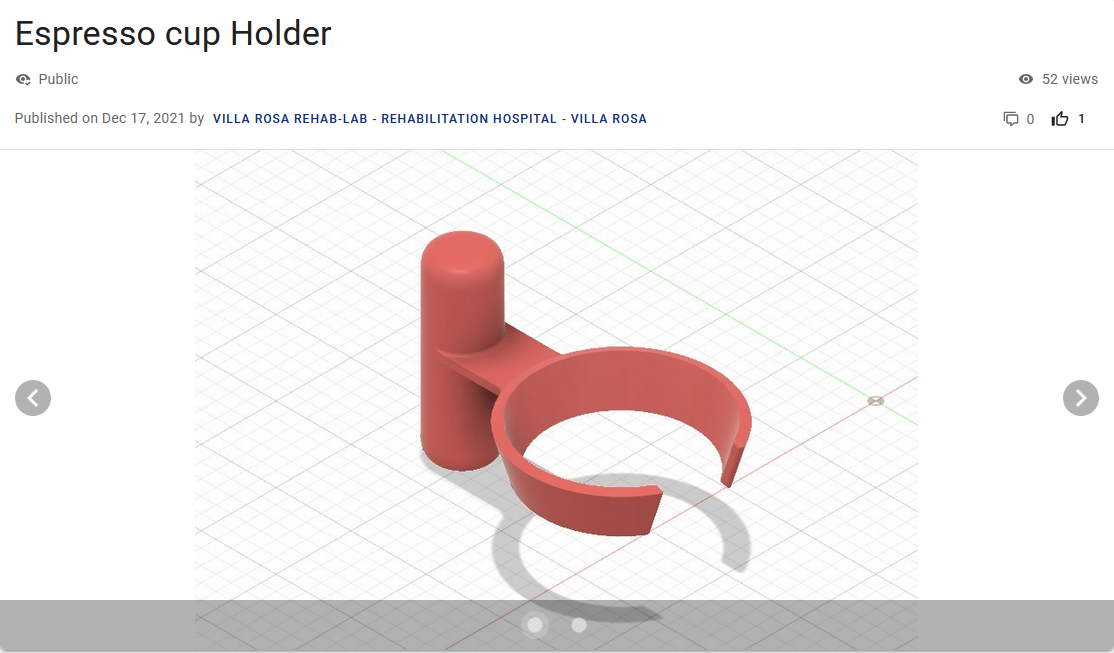 Espresso cup Holder
Public
52 views
Published on Dec 17, 2021 by VILLA ROSA REHAB-LAB - REHABILITATION HOSPITAL - VILLA ROSA
0 1